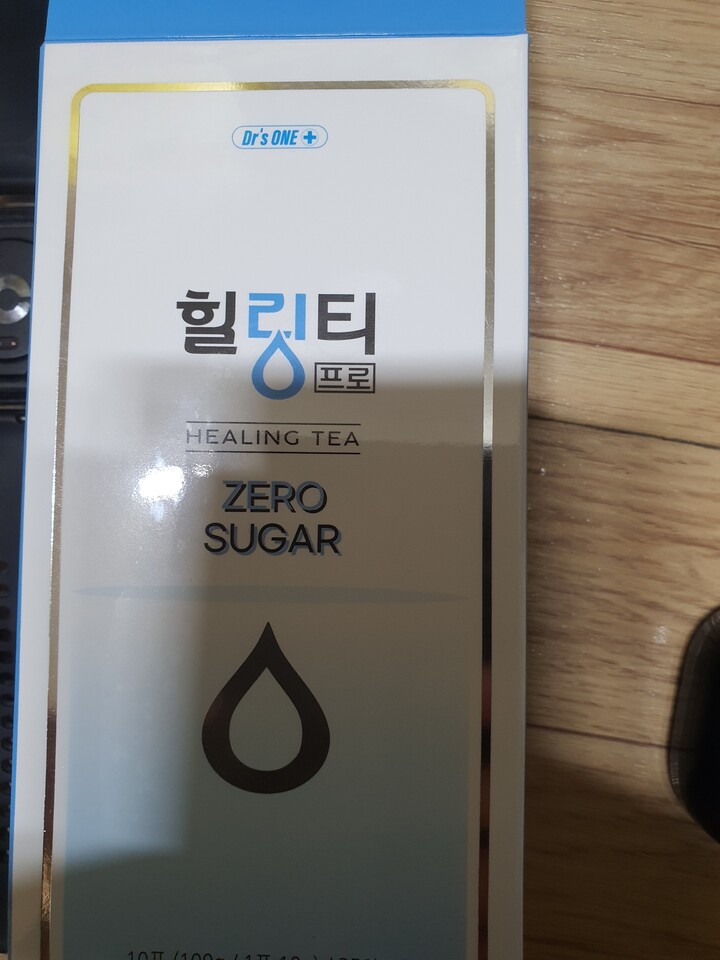 Dr's ONE
힐링티
프로
HEALING TEA
ZERO
SUGAR